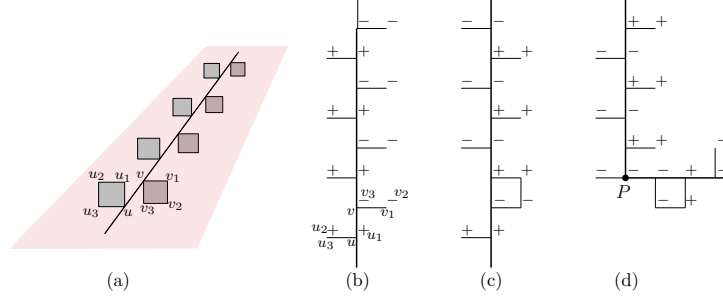 − −
− −
− −
+ +
+ +
+ +
− −
− −
− −
+ +
+ +
+ +
− −
− −
− −
+ +
+ +
+ +
u₂ u₁ v v₁
+ +
+ +
− − + −
v₃ v₂
P
− −
− −
− +
u₃ u v₃ v₂
v v₁
u₂ + + u₁
+ +
u₃ u
(a) (b) (c) (d)